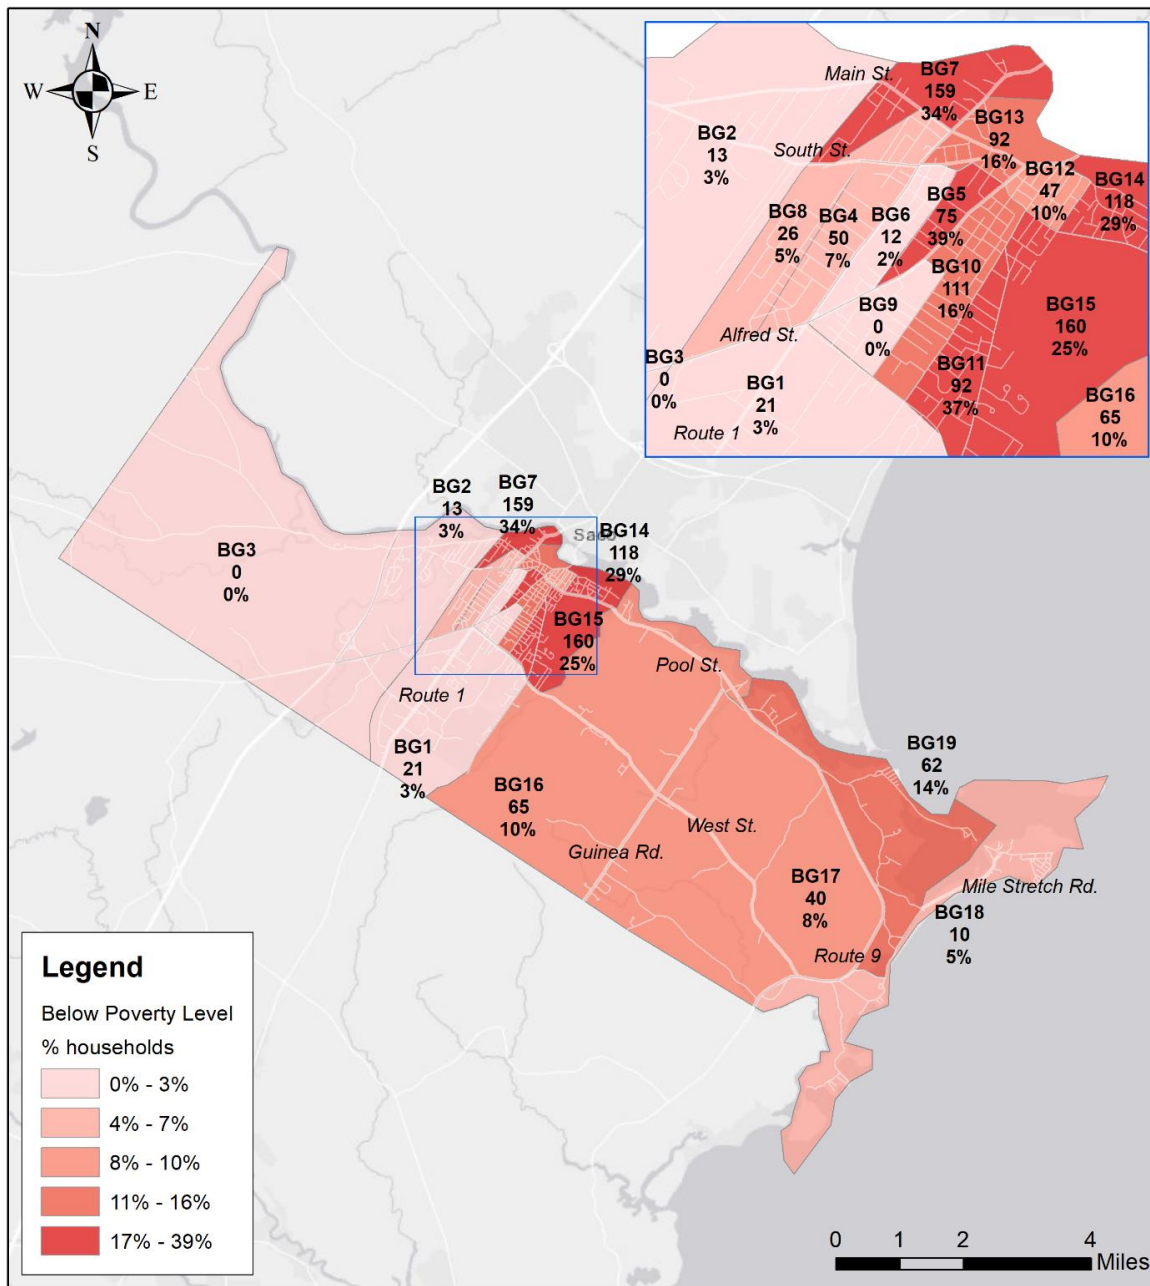 N
W
E
S
Main St.
BG7
159
34%
BG13
92
16%
BG2
13
3%
South St.
BG12
47
10%
BG14
118
29%
BG5
75
39%
BG8
26
5%
BG4
50
7%
BG6
12
2%
BG10
111
16%
BG9
0
0%
BG15
160
25%
Alfred St.
BG3
0
0%
BG1
21
3%
BG11
92
37%
BG16
65
10%
Route 1
BG2
13
3%
BG7
159
34%
Saco
BG14
118
29%
BG3
0
0%
BG15
160
25%
Pool St.
Route 1
BG1
21
3%
BG19
62
14%
BG16
65
10%
West St.
Guinea Rd.
BG17
40
8%
Mile Stretch Rd.
BG18
10
5%
Route 9
Legend
Below Poverty Level
% households
0% - 3%
4% - 7%
8% - 10%
11% - 16%
17% - 39%
0 1 2 4
Miles